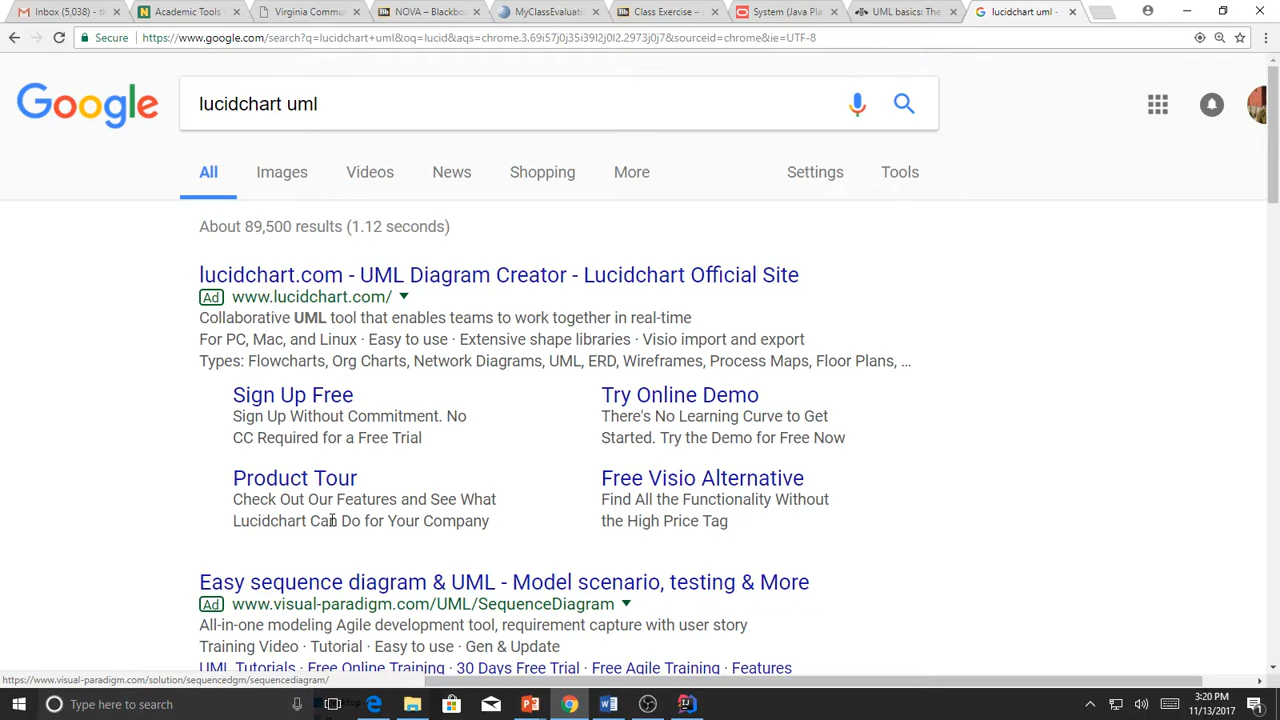 Inbox (5,038) - ti
Academic Tools
Virginia Commu
NOVA – Blackbo
MyClassEvaluat
Class Exercise –
System (Java Pla
UML basics: The
lucidchart uml -
Secure
https://www.google.com/search?q=lucidchart+uml&oq=lucid&aqs=chrome.3.69i57j0j35i39l2j0l2.2973j0j7&sourceid=chrome&ie=UTF-8
Google
lucidchart uml
All Images Videos News Shopping More Settings Tools
About 89,500 results (1.12 seconds)
lucidchart.com - UML Diagram Creator - Lucidchart Official Site
Ad www.lucidchart.com/
Collaborative UML tool that enables teams to work together in real-time
For PC, Mac, and Linux · Easy to use · Extensive shape libraries · Visio import and export
Types: Flowcharts, Org Charts, Network Diagrams, UML, ERD, Wireframes, Process Maps, Floor Plans, ...
Sign Up Free
Sign Up Without Commitment. No
CC Required for a Free Trial
Try Online Demo
There's No Learning Curve to Get
Started. Try the Demo for Free Now
Product Tour
Check Out Our Features and See What
Lucidchart Can Do for Your Company
Free Visio Alternative
Find All the Functionality Without
the High Price Tag
Easy sequence diagram & UML - Model scenario, testing & More
Ad www.visual-paradigm.com/UML/SequenceDiagram
All-in-one modeling Agile development tool, requirement capture with user story
Training Video · Tutorial · Easy to use · Gen & Update
UML Tutorials · Free Online Training · 30 Days Free Trial · Free Agile Training · Features
https://www.visual-paradigm.com/solution/sequencedgm/sequencediagram/
Type here to search
3:20 PM
11/13/2017